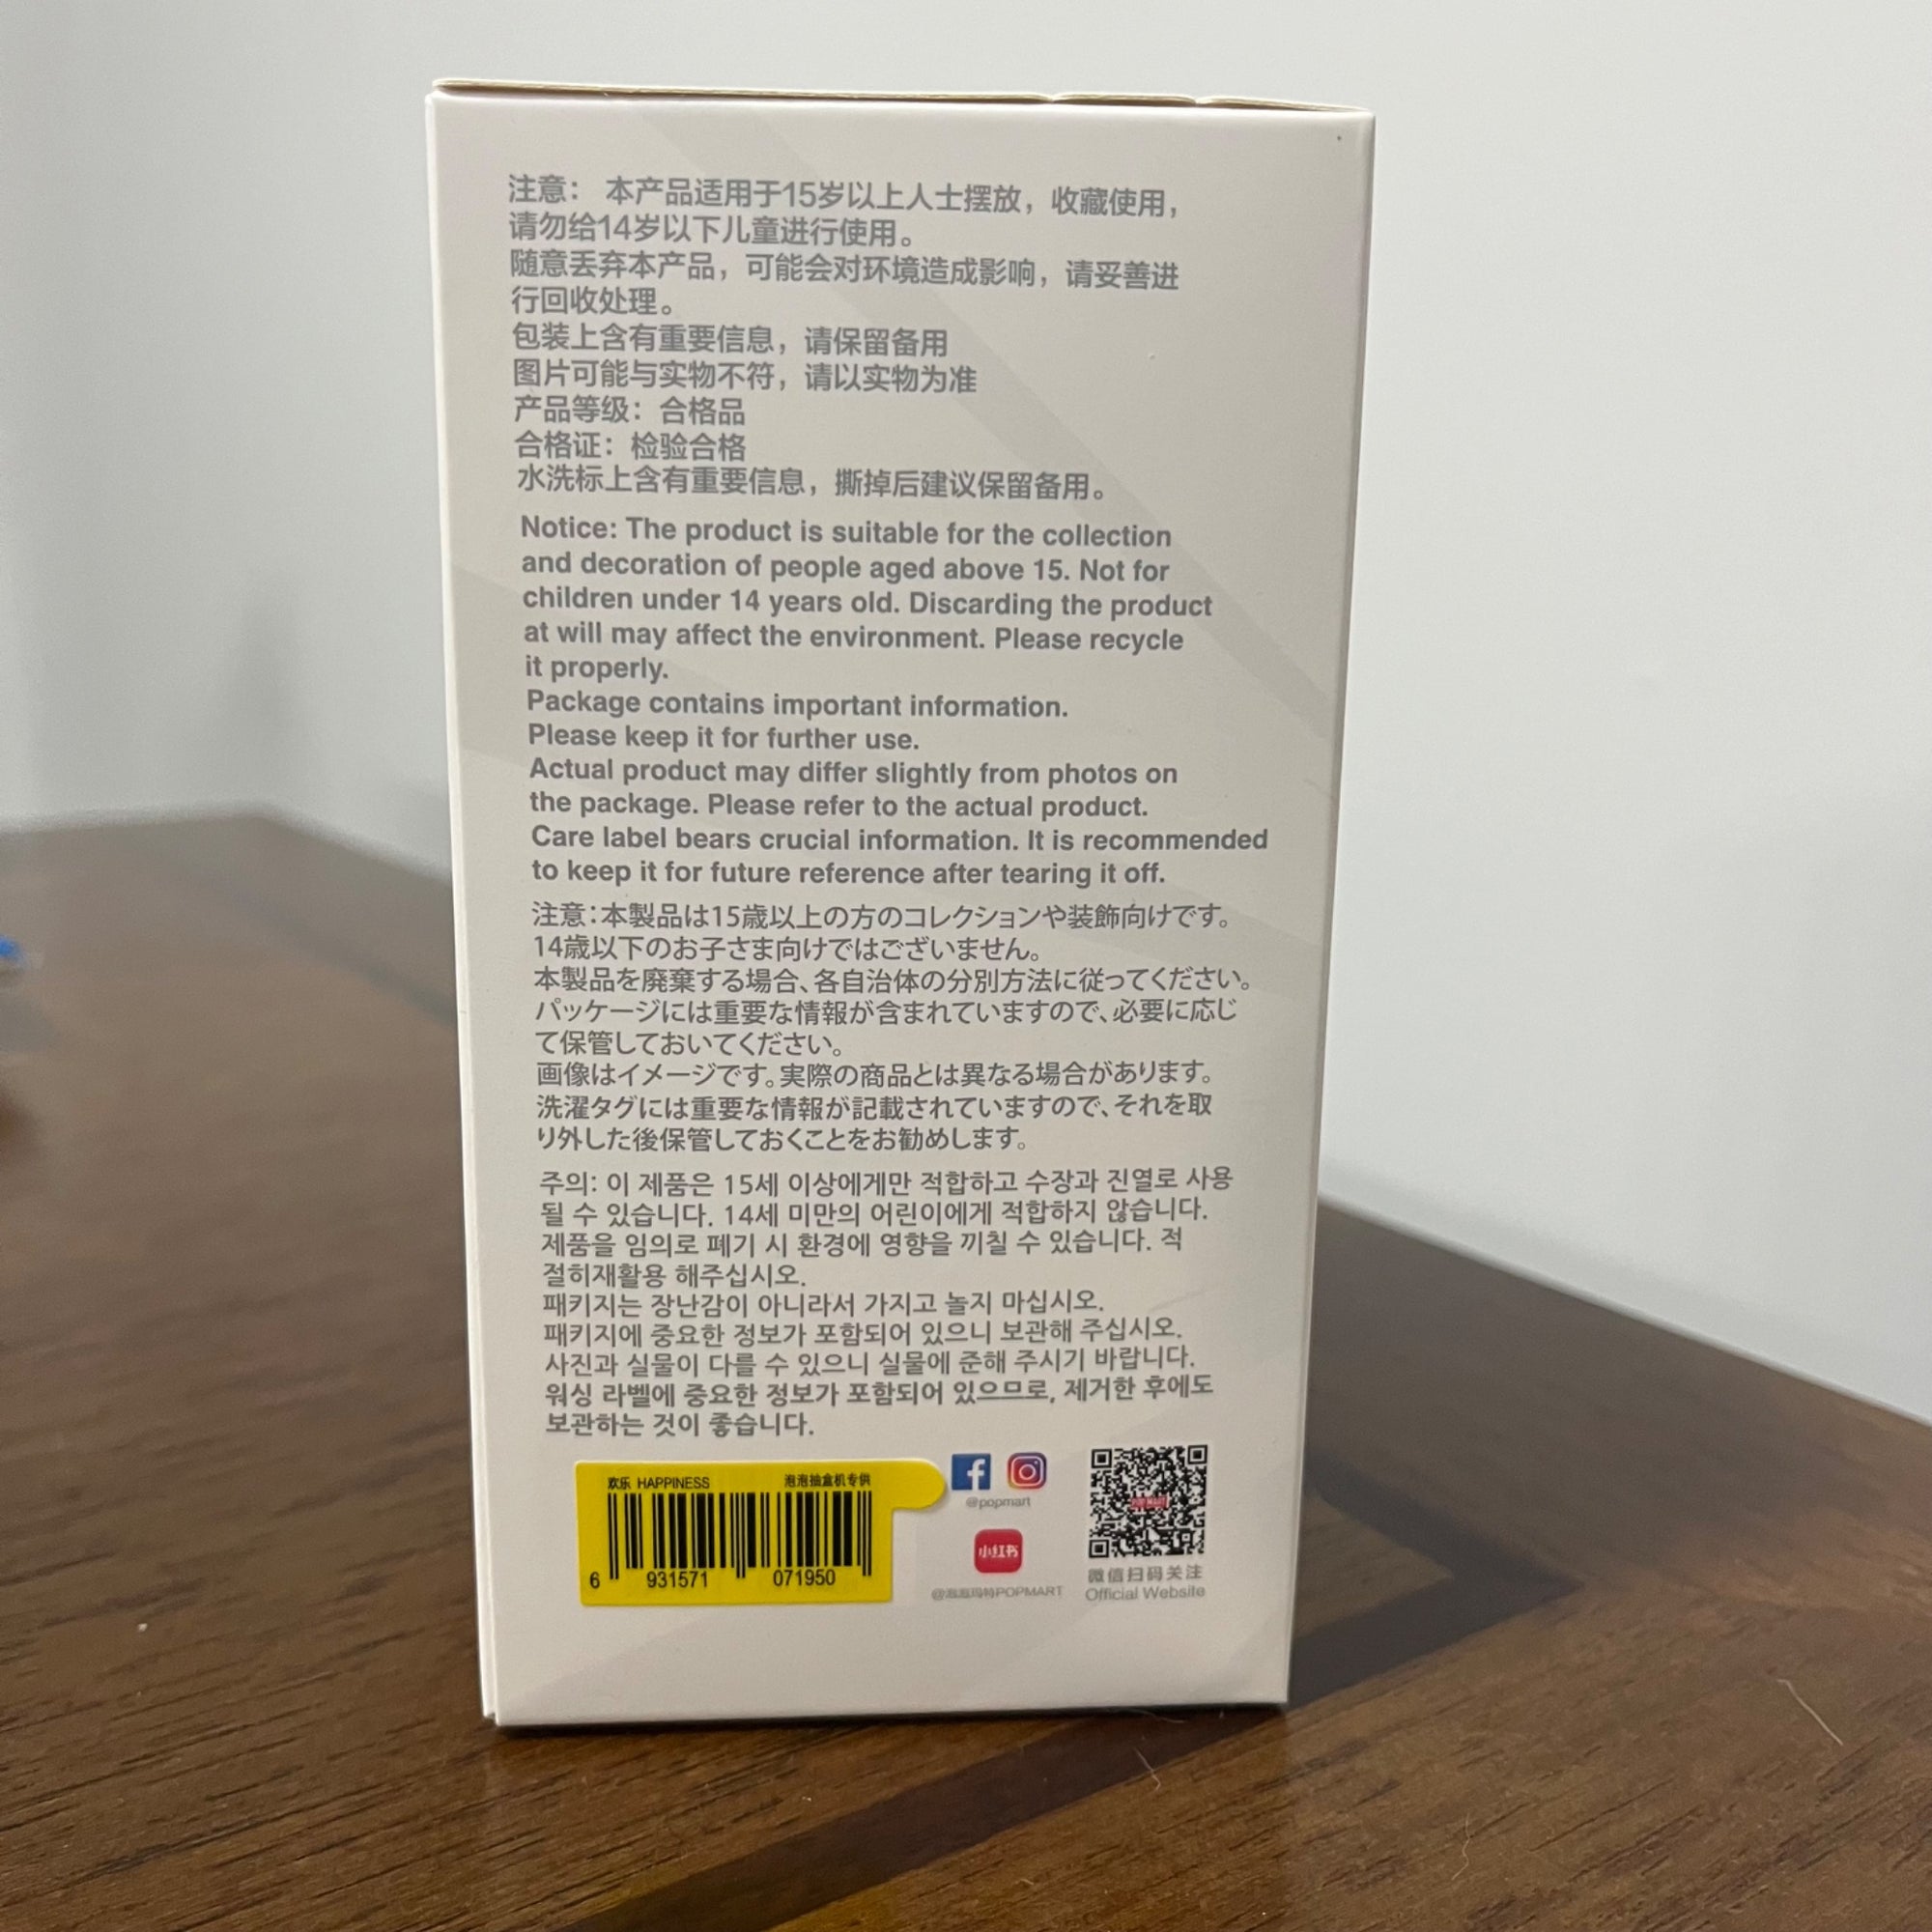 注意： 本产品适用于15岁以上人士摆放，收藏使用，
请勿给14岁以下儿童进行使用。
随意丢弃本产品，可能会对环境造成影响，请妥善进
行回收处理。
包装上含有重要信息，请保留备用
图片可能与实物不符，请以实物为准
产品等级：合格品
合格证：检验合格
水洗标上含有重要信息，撕掉后建议保留备用。
Notice: The product is suitable for the collection
and decoration of people aged above 15. Not for
children under 14 years old. Discarding the product
at will may affect the environment. Please recycle
it properly.
Package contains important information.
Please keep it for further use.
Actual product may differ slightly from photos on
the package. Please refer to the actual product.
Care label bears crucial information. It is recommended
to keep it for future reference after tearing it off.
注意：本製品は15歳以上の方のコレクションや装飾向けです。
14歳以下のお子さま向けではございません。
本製品を廃棄する場合、各自治体の分別方法に従ってください。
パッケージには重要な情報が含まれていますので、必要に応じ
て保管しておいてください。
画像はイメージです。実際の商品とは異なる場合があります。
洗濯タグには重要な情報が記載されていますので、それを取
り外した後保管しておくことをお勧めします。
주의: 이 제품은 15세 이상에게만 적합하고 수장과 진열로 사용
될 수 있습니다. 14세 미만의 어린이에게 적합하지 않습니다.
제품을 임의로 폐기 시 환경에 영향을 끼칠 수 있습니다. 적
절히재활용 해주십시오.
패키지는 장난감이 아니라서 가지고 놀지 마십시오.
패키지에 중요한 정보가 포함되어 있으니 보관해 주십시오.
사진과 실물이 다를 수 있으니 실물에 준해 주시기 바랍니다.
워싱 라벨에 중요한 정보가 포함되어 있으므로, 제거한 후에도
보관하는 것이 좋습니다.
欢乐 HAPPINESS 泡泡抽盒机专供
6 931571 071950
@popmart
小红书
@泡泡玛特POPMART
POP MART
微信扫码关注
Official Website